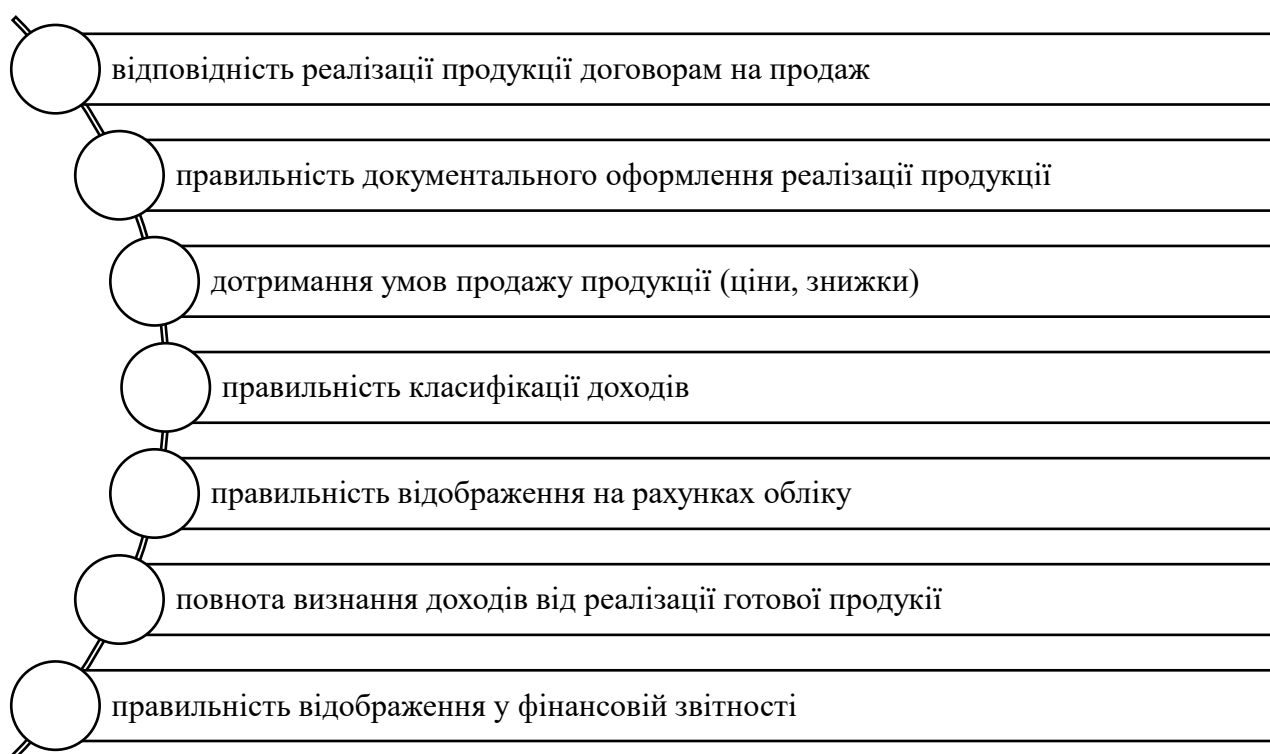 відповідність реалізації продукції договорам на продаж
правильність документального оформлення реалізації продукції
дотримання умов продажу продукції (ціни, знижки)
правильність класифікації доходів
правильність відображення на рахунках обліку
повнота визнання доходів від реалізації готової продукії
правильність відображення у фінансовій звітності